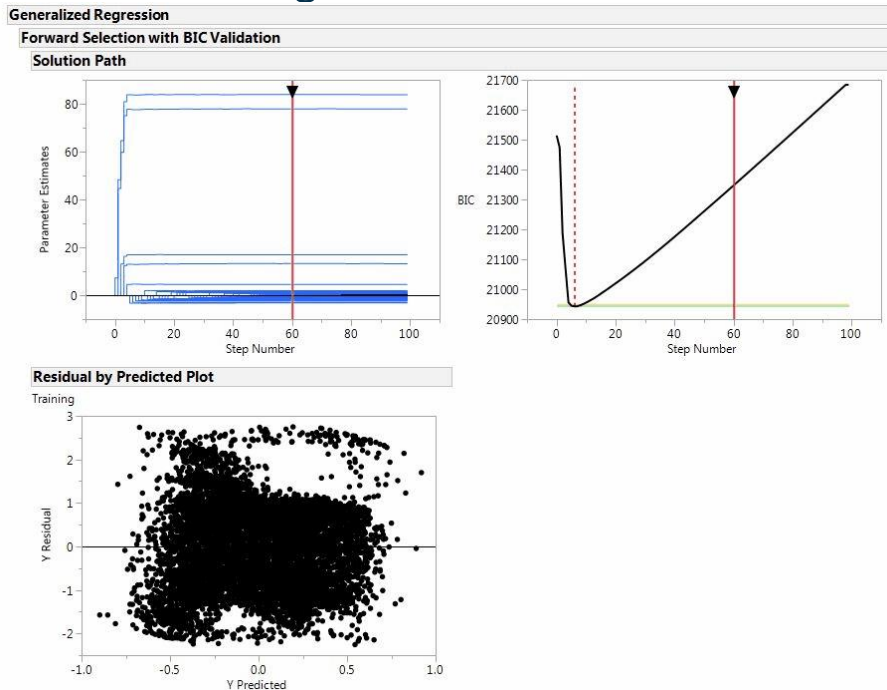 Generalized Regression
Forward Selection with BIC Validation
Solution Path
80
60
40
20
0
Parameter Estimates
0 20 40 60 80 100
Step Number
21700
21600
21500
21400
21300
21200
21100
21000
20900
BIC
0 20 40 60 80 100
Step Number
Residual by Predicted Plot
Training
3
2
1
0
-1
-2
Y Residual
-1.0 -0.5 0.0 0.5 1.0
Y Predicted